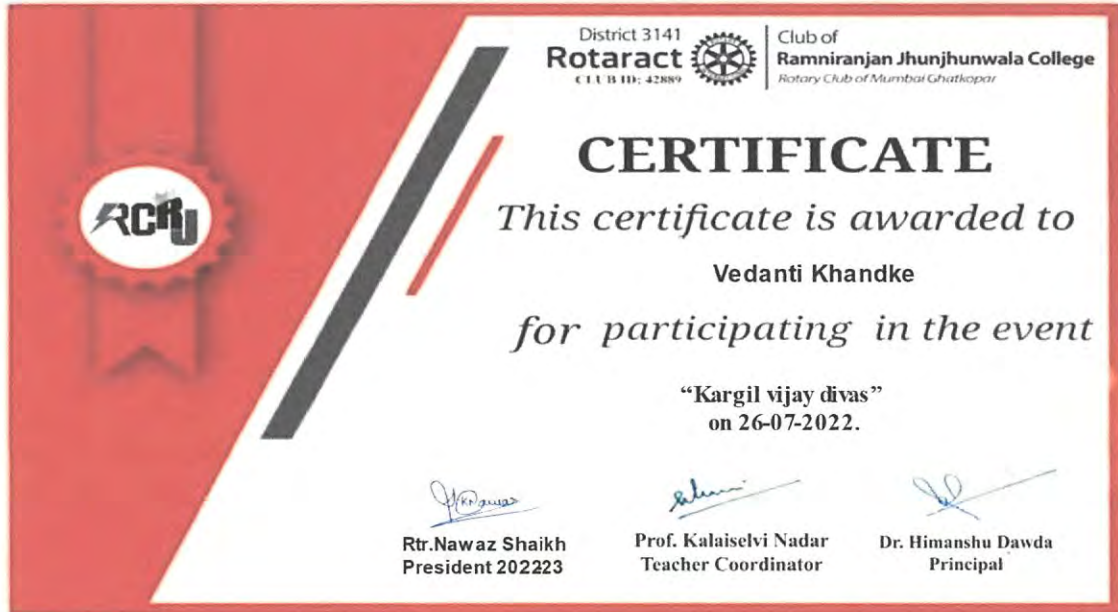 District 3141
Rotaract
CLUB ID: 42889
Club of
Ramniranjan Jhunjhunwala College
Rotary Club of Mumbai Ghatkopar
RCRJ
CERTIFICATE
This certificate is awarded to
Vedanti Khandke
for participating in the event
“Kargil vijay divas”
on 26-07-2022.
Rtr.Nawaz Shaikh
President 202223
Prof. Kalaiselvi Nadar
Teacher Coordinator
Dr. Himanshu Dawda
Principal